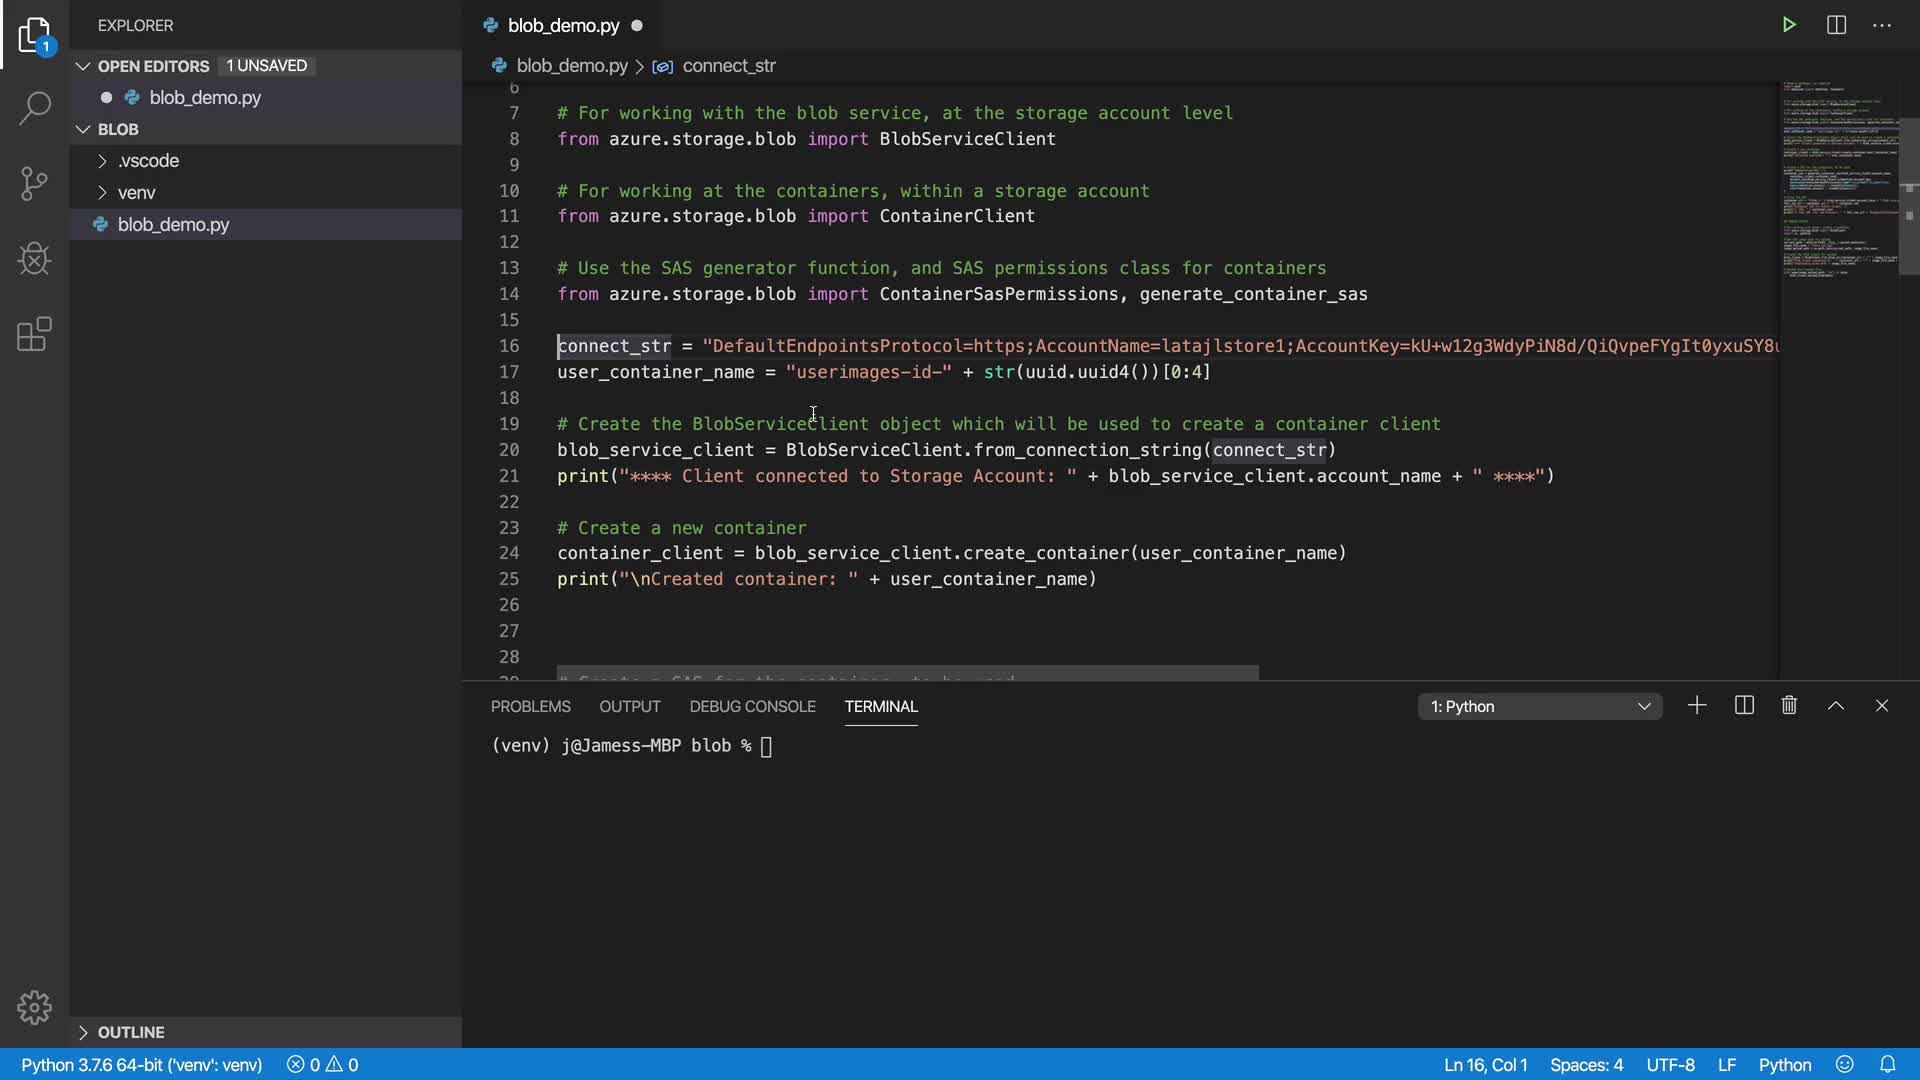 EXPLORER
blob_demo.py
1
OPEN EDITORS 1 UNSAVED
blob_demo.py
BLOB
.vscode
venv
blob_demo.py
OUTLINE
blob_demo.py > connect_str
6
7 # For working with the blob service, at the storage account level
8 from azure.storage.blob import BlobServiceClient
9
10 # For working at the containers, within a storage account
11 from azure.storage.blob import ContainerClient
12
13 # Use the SAS generator function, and SAS permissions class for containers
14 from azure.storage.blob import ContainerSasPermissions, generate_container_sas
15
16 connect_str = "DefaultEndpointsProtocol=https;AccountName=latajlstore1;AccountKey=kU+w12g3WdyPiN8d/QiQvpeFYgIt0yxuSY8u
17 user_container_name = "userimages-id-" + str(uuid.uuid4())[0:4]
18
19 # Create the BlobServiceClient object which will be used to create a container client
20 blob_service_client = BlobServiceClient.from_connection_string(connect_str)
21 print("**** Client connected to Storage Account: " + blob_service_client.account_name + " ****")
22
23 # Create a new container
24 container_client = blob_service_client.create_container(user_container_name)
25 print("\nCreated container: " + user_container_name)
26
27
28
PROBLEMS OUTPUT DEBUG CONSOLE TERMINAL 1: Python
(venv) j@Jamess-MBP blob %
Python 3.7.6 64-bit ('venv': venv) 0 0 Ln 16, Col 1 Spaces: 4 UTF-8 LF Python